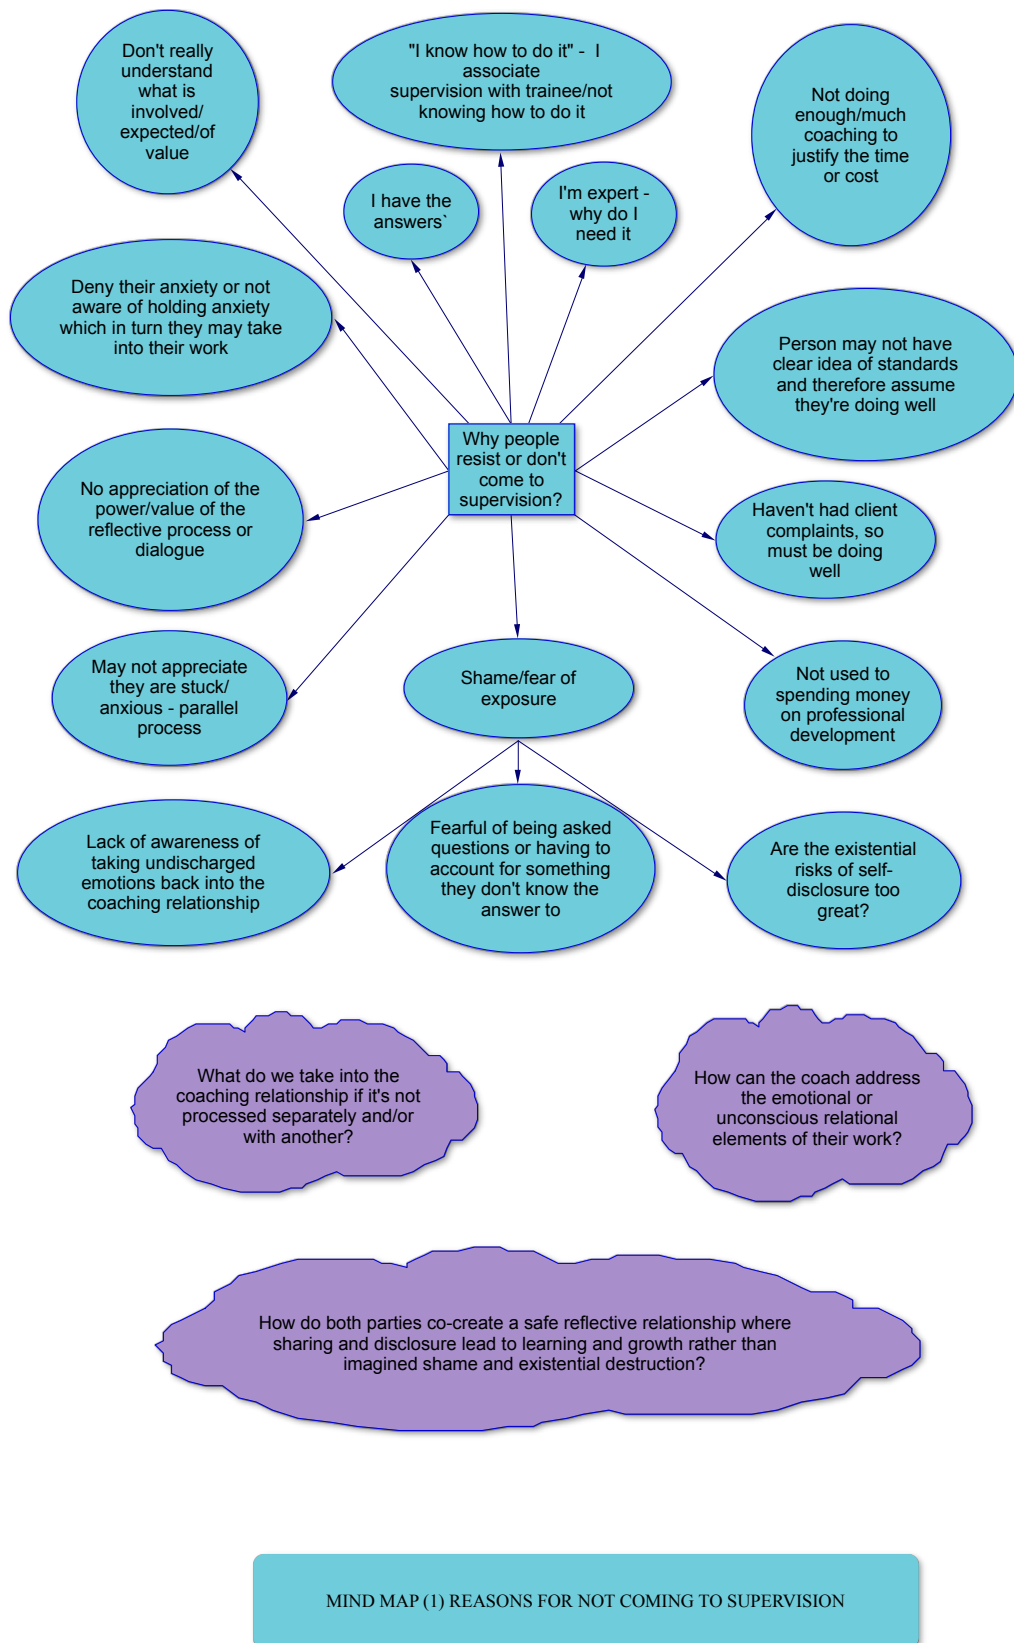 Don't really
understand
what is
involved/
expected/of
value
"I know how to do it" - I
associate
supervision with trainee/not
knowing how to do it
Not doing
enough/much
coaching to
justify the time
or cost
I have the
answers`
I'm expert -
why do I
need it
Deny their anxiety or not
aware of holding anxiety
which in turn they may take
into their work
Person may not have
clear idea of standards
and therefore assume
they're doing well
Why people
resist or don't
come to
supervision?
No appreciation of the
power/value of the
reflective process or
dialogue
Haven't had client
complaints, so
must be doing
well
May not appreciate
they are stuck/
anxious - parallel
process
Shame/fear of
exposure
Not used to
spending money
on professional
development
Lack of awareness of
taking undischarged
emotions back into the
coaching relationship
Fearful of being asked
questions or having to
account for something
they don't know the
answer to
Are the existential
risks of self-
disclosure too
great?
What do we take into the
coaching relationship if it's not
processed separately and/or
with another?
How can the coach address
the emotional or
unconscious relational
elements of their work?
How do both parties co-create a safe reflective relationship where
sharing and disclosure lead to learning and growth rather than
imagined shame and existential destruction?
MIND MAP (1) REASONS FOR NOT COMING TO SUPERVISION